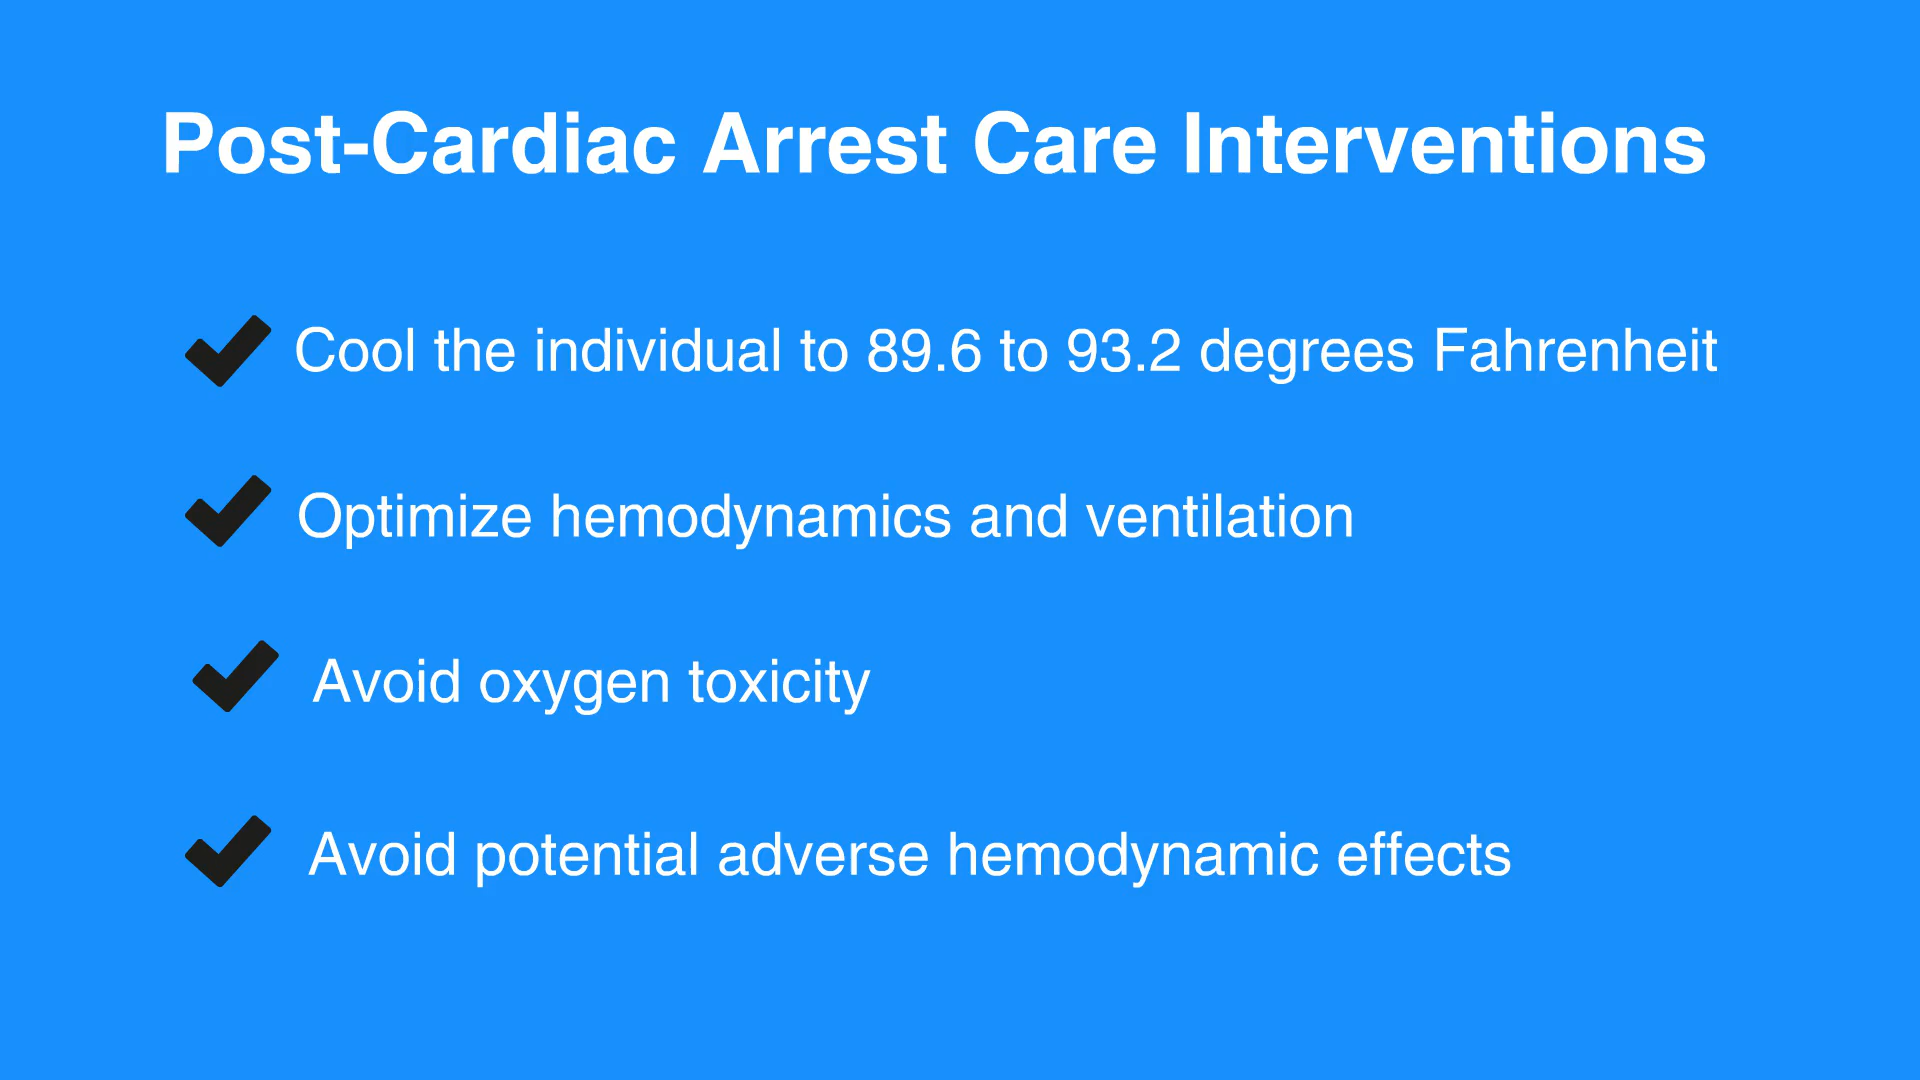 Post-Cardiac Arrest Care Interventions
Cool the individual to 89.6 to 93.2 degrees Fahrenheit
Optimize hemodynamics and ventilation
Avoid oxygen toxicity
Avoid potential adverse hemodynamic effects